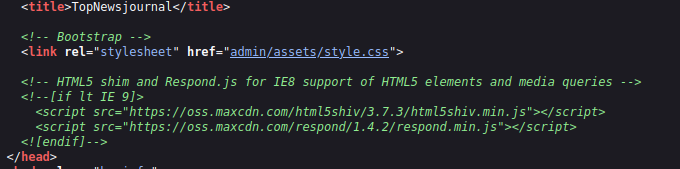 <title>TopNewsjournal</title>
<!-- Bootstrap -->
<link rel="stylesheet" href="admin/assets/style.css">
<!-- HTML5 shim and Respond.js for IE8 support of HTML5 elements and media queries -->
<!--[if lt IE 9]>
<script src="https://oss.maxcdn.com/html5shiv/3.7.3/html5shiv.min.js"></script>
<script src="https://oss.maxcdn.com/respond/1.4.2/respond.min.js"></script>
<![endif]-->
</head>